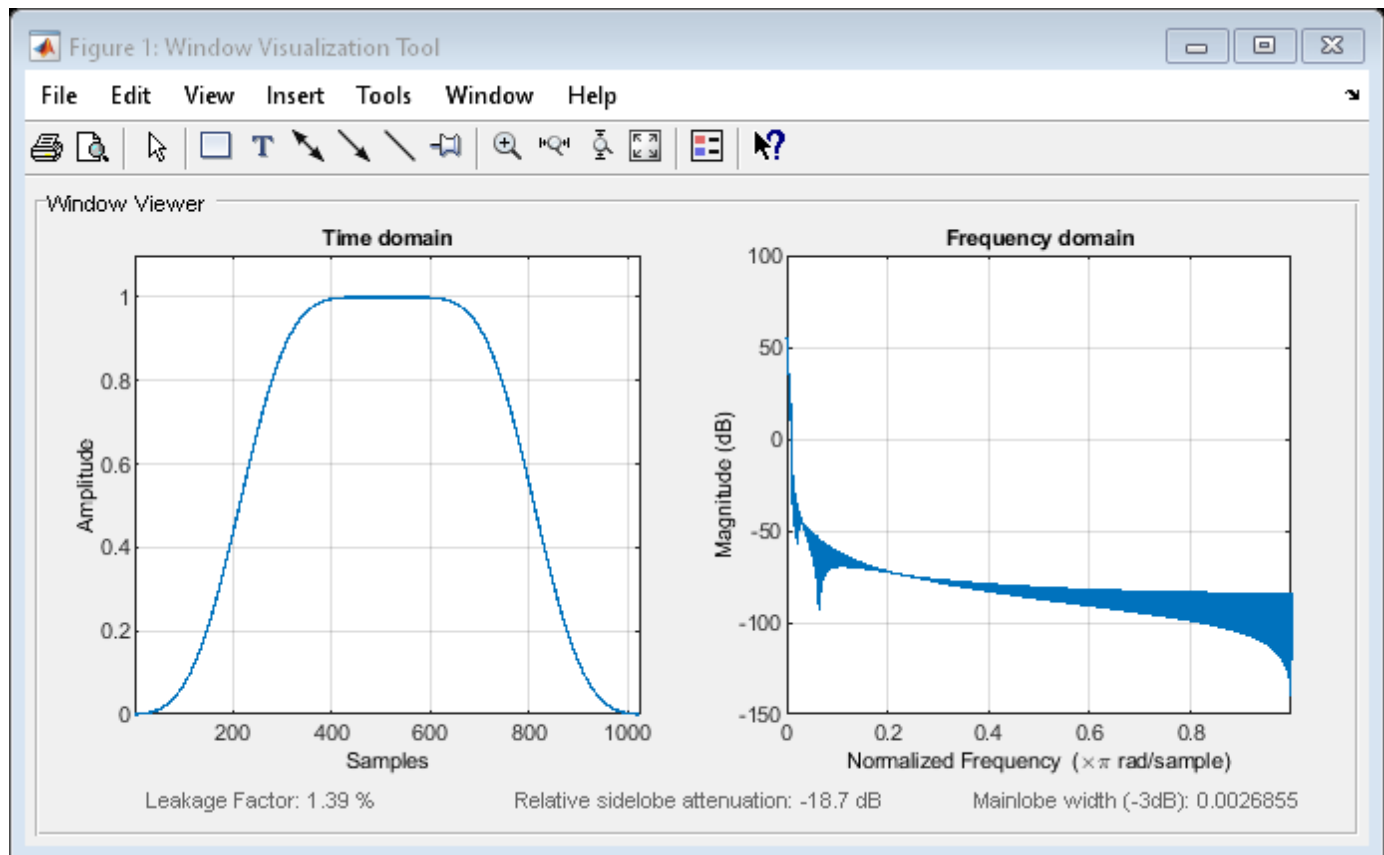 Figure 1: Window Visualization Tool
File Edit View Insert Tools Window Help
T
?
Window Viewer
Time domain
1
0.8
0.6
0.4
0.2
0
200 400 600 800 1000
Amplitude
Samples
Frequency domain
100
50
0
-50
-100
-150
0 0.2 0.4 0.6 0.8
Magnitude (dB)
Normalized Frequency (×π rad/sample)
Leakage Factor: 1.39 % Relative sidelobe attenuation: -18.7 dB Mainlobe width (-3dB): 0.0026855